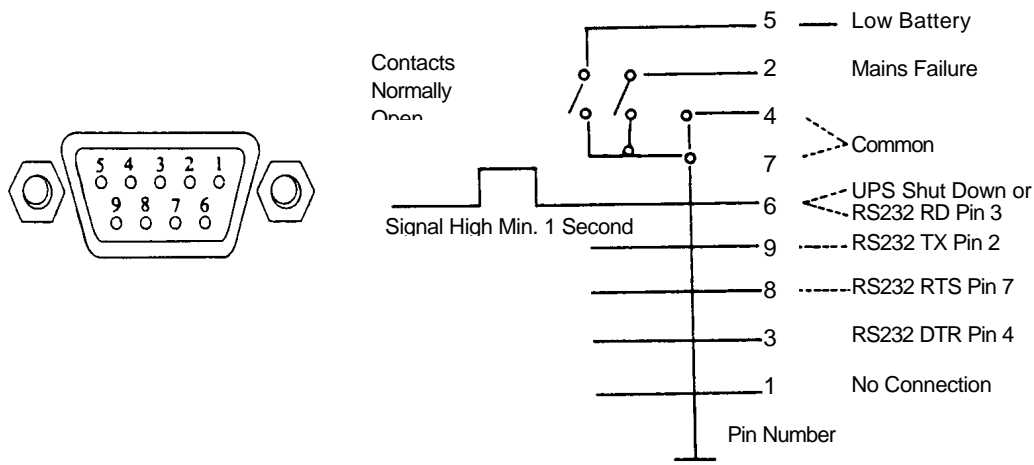 5 4 3 2 1
9 8 7 6
Contacts
Normally
Open
Signal High Min. 1 Second
5 Low Battery
2 Mains Failure
4
7
Common
6
UPS Shut Down or
RS232 RD Pin 3
9 RS232 TX Pin 2
8 RS232 RTS Pin 7
3 RS232 DTR Pin 4
1 No Connection
Pin Number